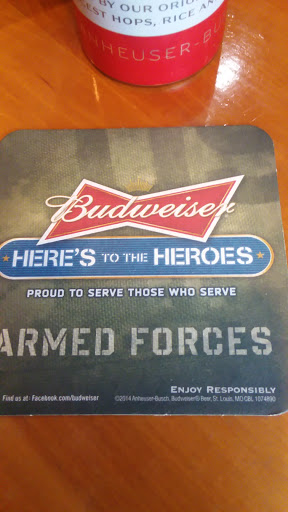 BY OUR ORIG
EST HOPS, RICE AN
ANHEUSER-BU
Budweiser
HERE'S TO THE HEROES
PROUD TO SERVE THOSE WHO SERVE
ARMED FORCES
ENJOY RESPONSIBLY
Find us at: Facebook.com/budweiser
©2014 Anheuser-Busch, Budweiser® Beer, St. Louis, MO CBL 1074890